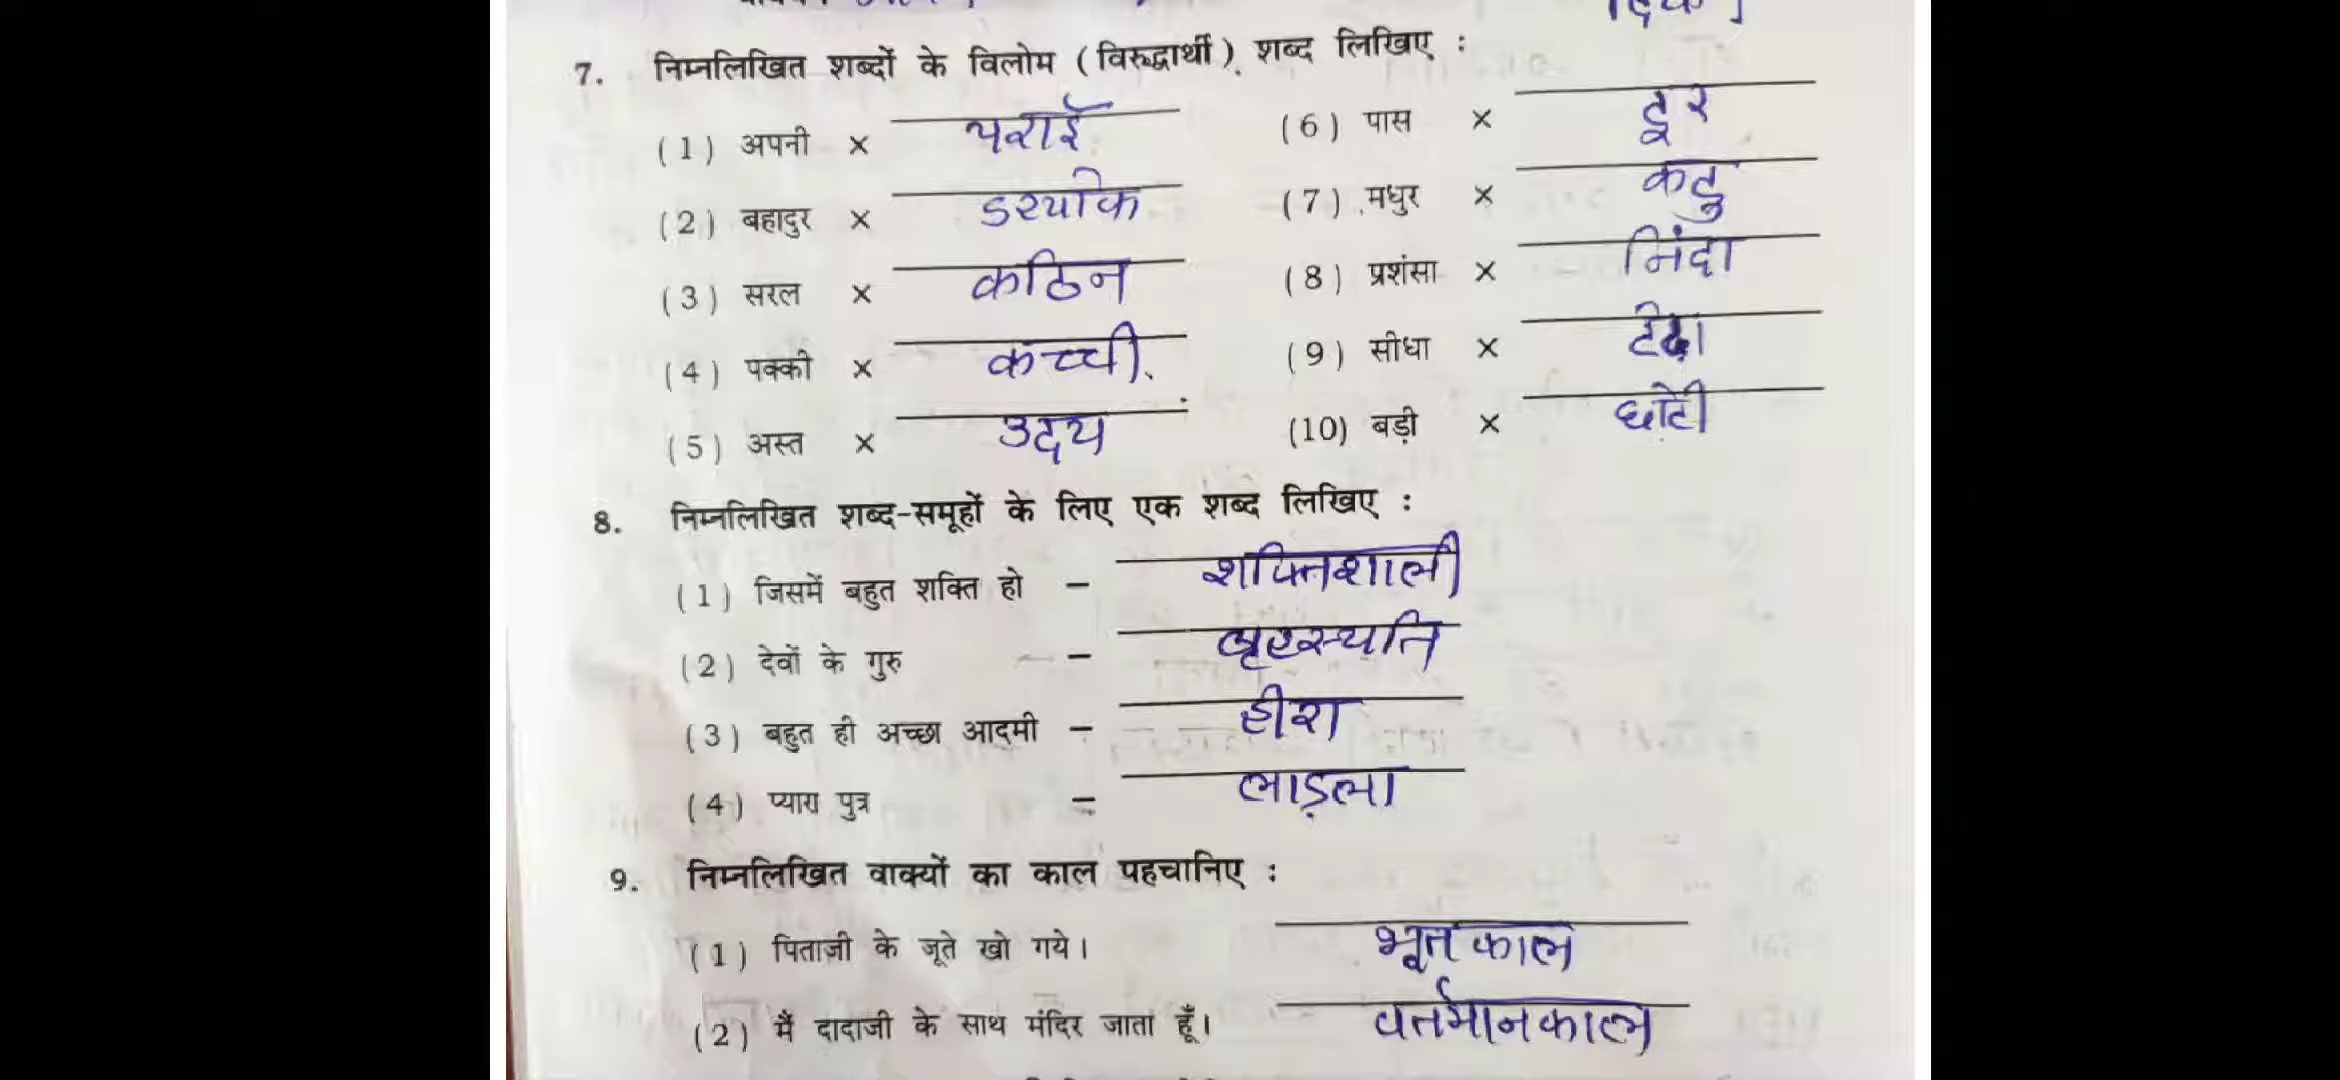 7. निम्नलिखित शब्दों के विलोम (विरुद्धार्थी) शब्द लिखिए :
(1) अपनी × पराई (6) पास × दूर
(2) बहादुर × डरपोक (7) मधुर × कटु
(3) सरल × कठिन (8) प्रशंसा × निंदा
(4) पक्की × कच्ची (9) सीधा × टेढा
(5) अस्त × उदय (10) बड़ी × छोटी
8. निम्नलिखित शब्द-समूहों के लिए एक शब्द लिखिए :
(1) जिसमें बहुत शक्ति हो – शक्तिशाली
(2) देवों के गुरु – बृहस्पति
(3) बहुत ही अच्छा आदमी – हीरा
(4) प्यारा पुत्र – लाड़ला
9. निम्नलिखित वाक्यों का काल पहचानिए :
(1) पिताजी के जूते खो गये। भूतकाल
(2) मैं दादाजी के साथ मंदिर जाता हूँ। वर्तमानकाल